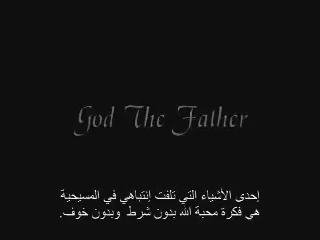 God The Father
إحدى الأشياء التي تلفت إنتباهي في المسيحية
هي فكرة محبة الله بدون شرط وبدون خوف.